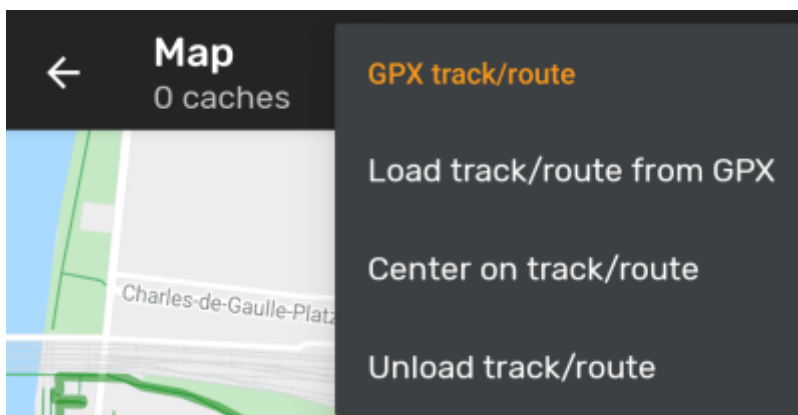 Map
0 caches
GPX track/route
Load track/route from GPX
Center on track/route
Unload track/route
Charles-de-Gaulle-Platz